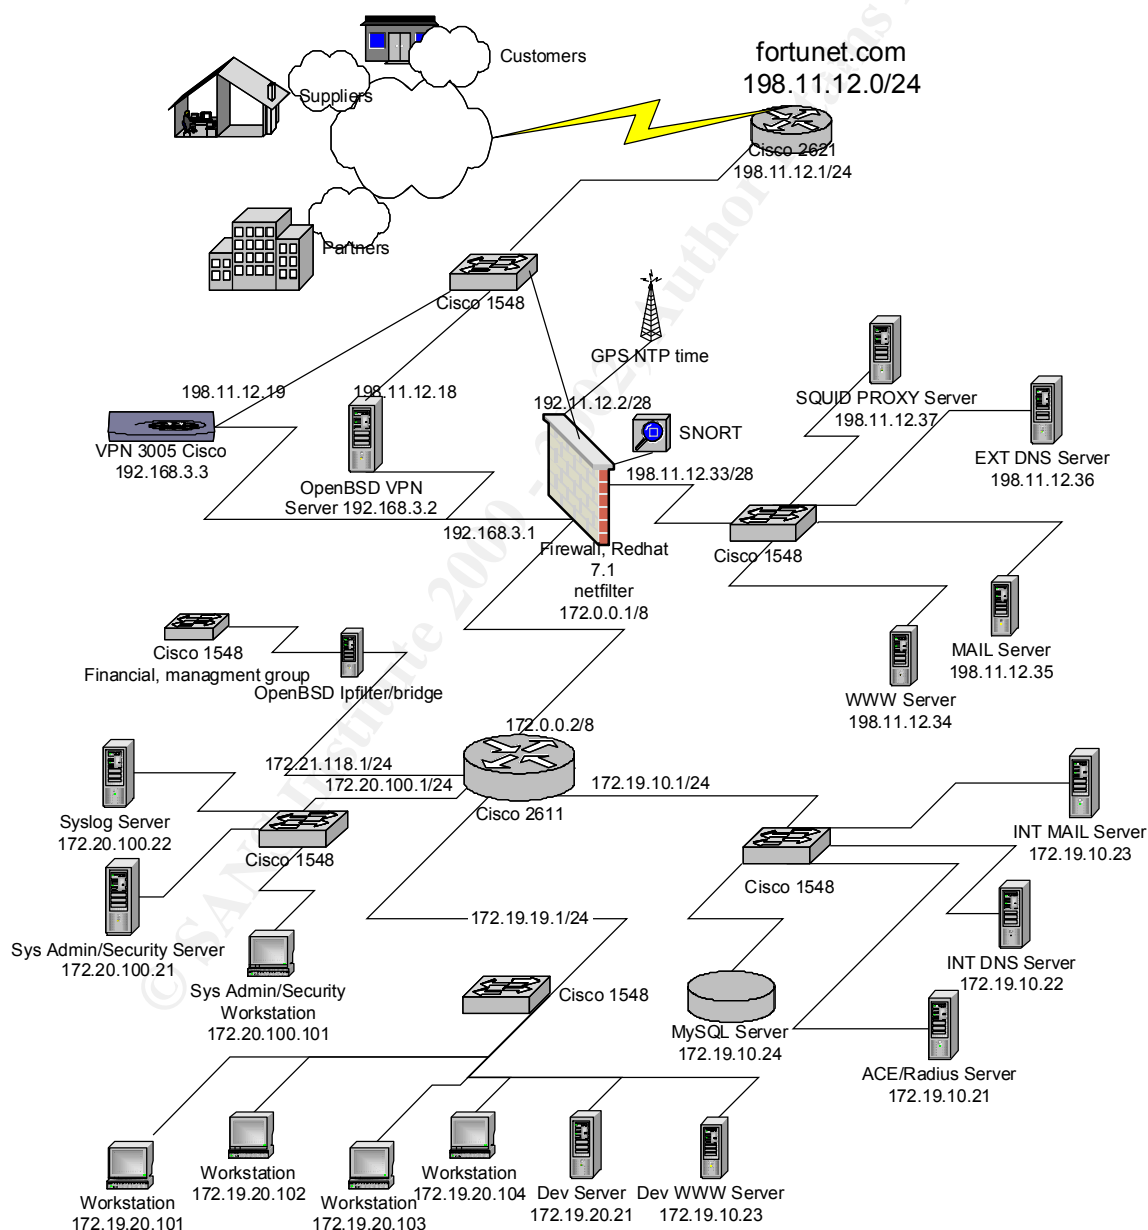 fortunet.com
198.11.12.0/24
Customers
Suppliers
Partners
Cisco 2621
198.11.12.1/24
Cisco 1548
GPS NTP time
198.11.12.19
198.11.12.18
192.11.12.2/28
SNORT
198.11.12.33/28
SQUID PROXY Server
198.11.12.37
EXT DNS Server
198.11.12.36
VPN 3005 Cisco
192.168.3.3
OpenBSD VPN
Server 192.168.3.2
192.168.3.1
Firewall, Redhat
7.1
netfilter
172.0.0.1/8
Cisco 1548
MAIL Server
198.11.12.35
WWW Server
198.11.12.34
Cisco 1548
Financial, managment group
OpenBSD Ipfilter/bridge
172.0.0.2/8
172.21.118.1/24
172.20.100.1/24
172.19.10.1/24
Cisco 2611
Syslog Server
172.20.100.22
Cisco 1548
Sys Admin/Security Server
172.20.100.21
Sys Admin/Security
Workstation
172.20.100.101
INT MAIL Server
172.19.10.23
Cisco 1548
INT DNS Server
172.19.10.22
172.19.19.1/24
Cisco 1548
MySQL Server
172.19.10.24
ACE/Radius Server
172.19.10.21
Workstation
172.19.20.101
Workstation
172.19.20.102
Workstation
172.19.20.103
Workstation
172.19.20.104
Dev Server
172.19.20.21
Dev WWW Server
172.19.10.23
© SANS Institute 2000 - 2002, Author